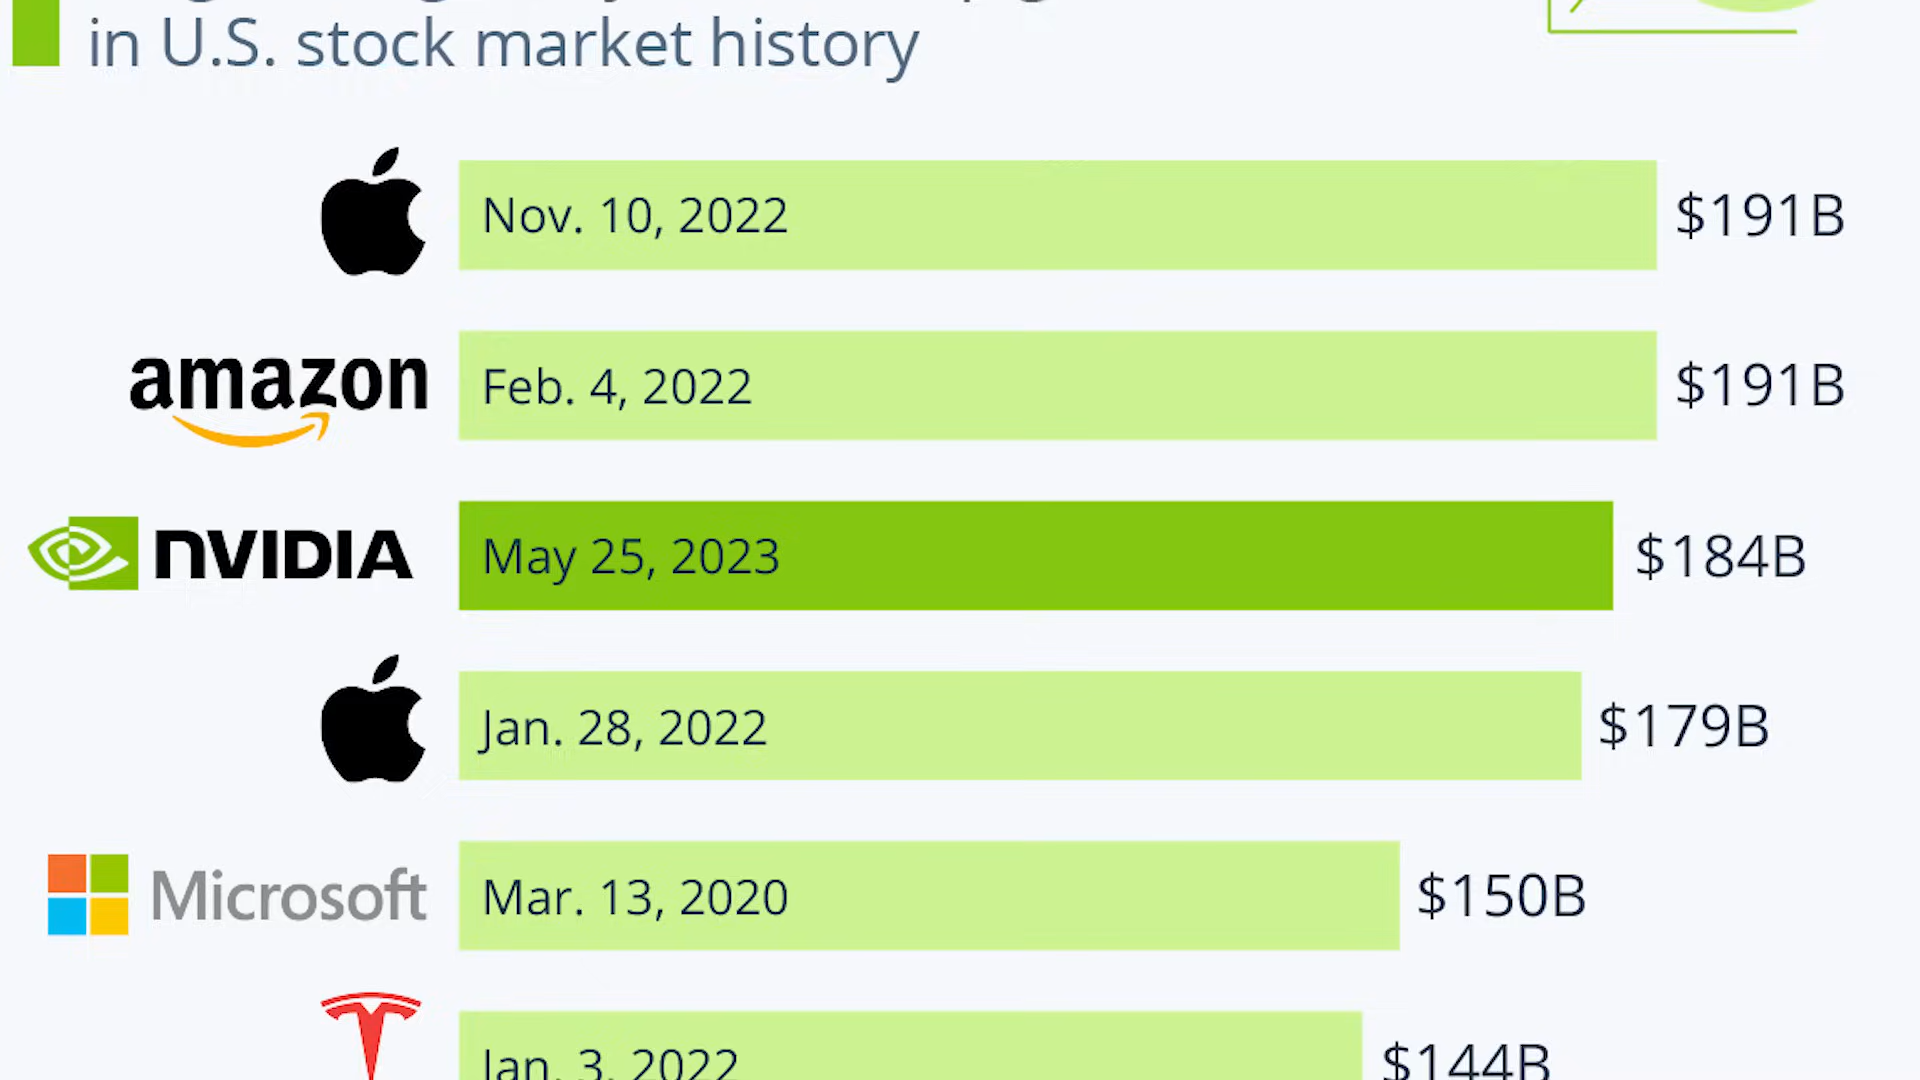 in U.S. stock market history
Nov. 10, 2022 $191B
amazon Feb. 4, 2022 $191B
NVIDIA May 25, 2023 $184B
Jan. 28, 2022 $179B
Microsoft Mar. 13, 2020 $150B
Jan. 3, 2022 $144B